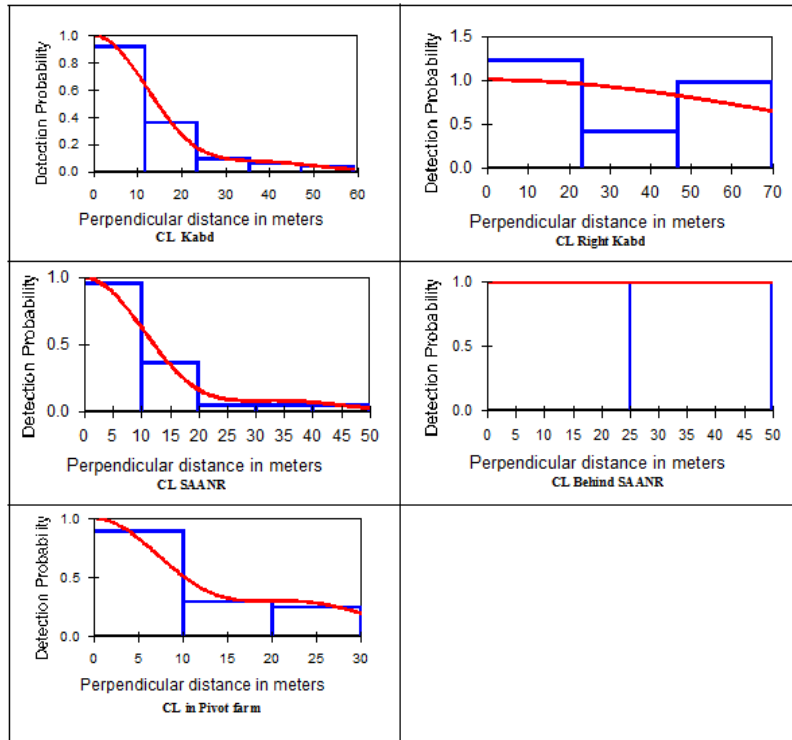 Detection Probability
1.0
0.8
0.6
0.4
0.2
0.0
0 10 20 30 40 50 60
Perpendicular distance in meters
CL Kabd
Detection Probability
1.5
1.0
0.5
0.0
0 10 20 30 40 50 60 70
Perpendicular distance in meters
CL Right Kabd
Detection Probability
1.0
0.5
0.0
0 5 10 15 20 25 30 35 40 45 50
Perpendicular distance in meters
CL SAANR
Detection Probability
1.0
0.5
0.0
0 5 10 15 20 25 30 35 40 45 50
Perpendicular distance in meters
CL Behind SAANR
Detection Probability
1.0
0.5
0.0
0 5 10 15 20 25 30
Perpendicular distance in meters
CL in Pivot farm